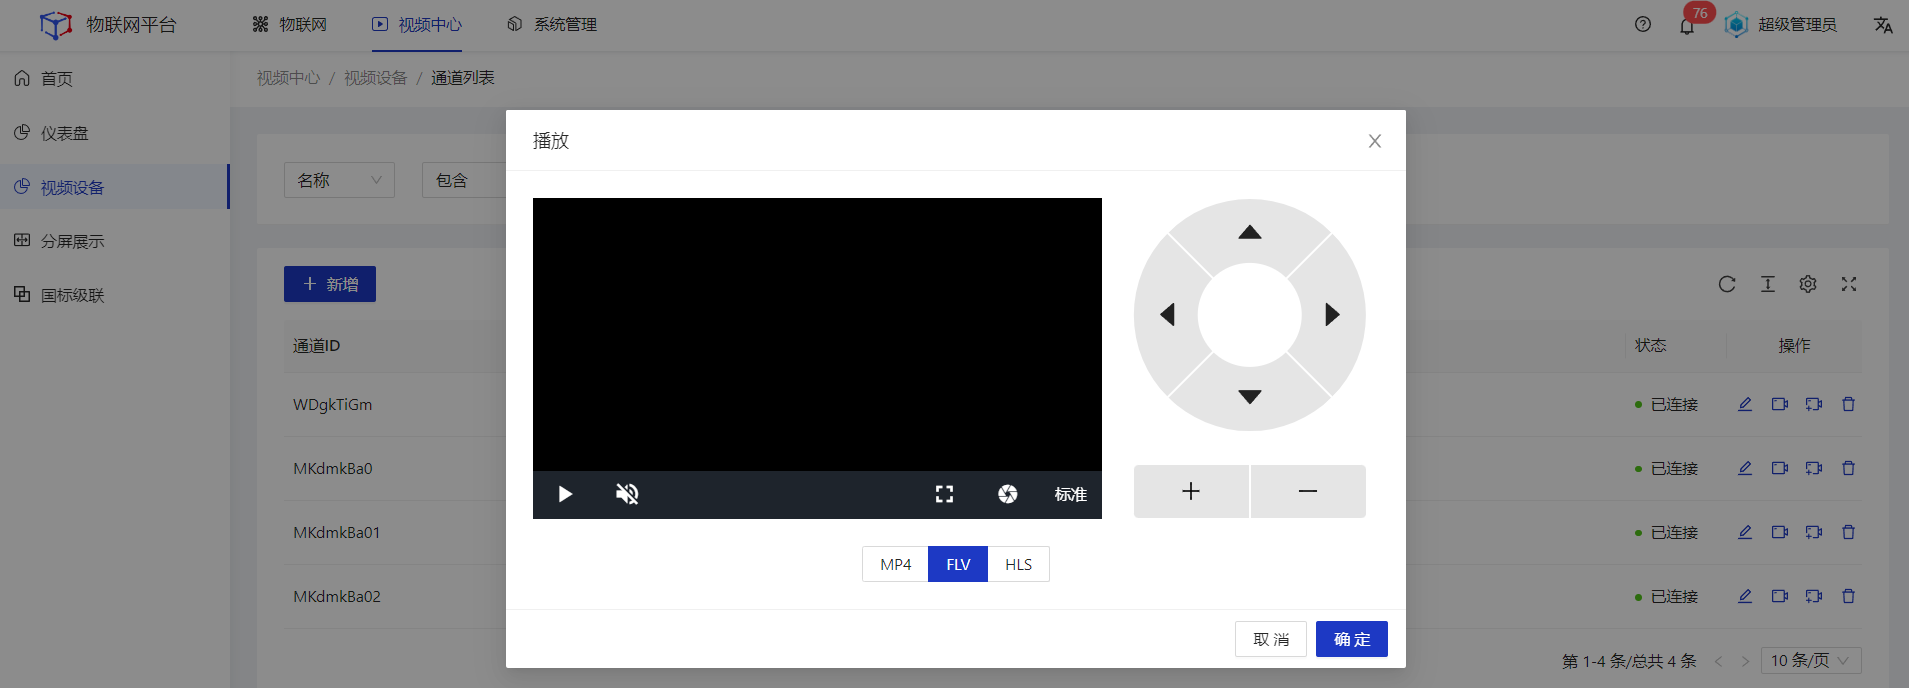 物联网平台 物联网 视频中心 系统管理 76 超级管理员
首页
仪表盘
视频设备
分屏展示
国标级联
视频中心 / 视频设备 / 通道列表
名称 包含
新增
通道ID 状态 操作
WDgkTiGm 已连接
MKdmkBa0 已连接
MKdmkBa01 已连接
MKdmkBa02 已连接
第 1-4 条/总共 4 条 10 条/页
播放
标准
MP4 FLV HLS
取 消 确 定